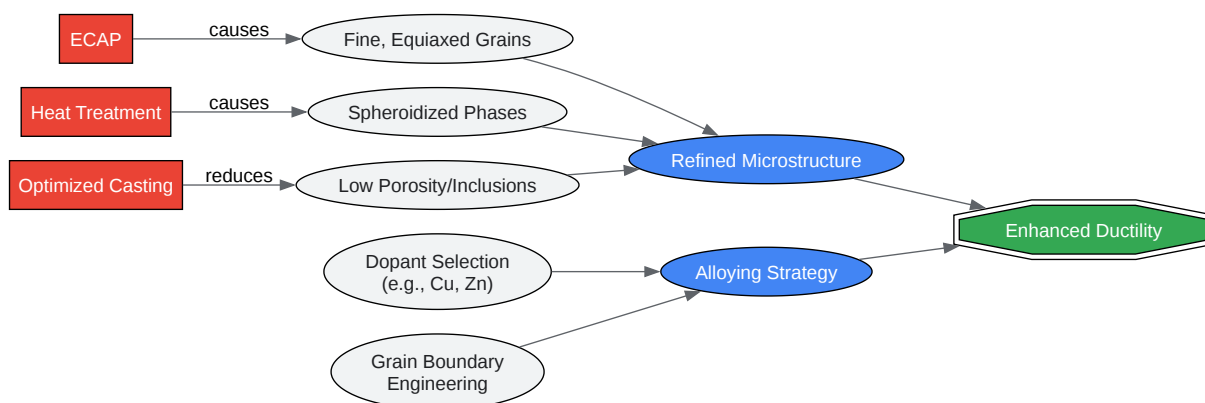 ECAP
causes
Fine, Equiaxed Grains
Heat Treatment
causes
Spheroidized Phases
Optimized Casting
reduces
Low Porosity/Inclusions
Refined Microstructure
Dopant Selection
(e.g., Cu, Zn)
Alloying Strategy
Grain Boundary
Engineering
Enhanced Ductility